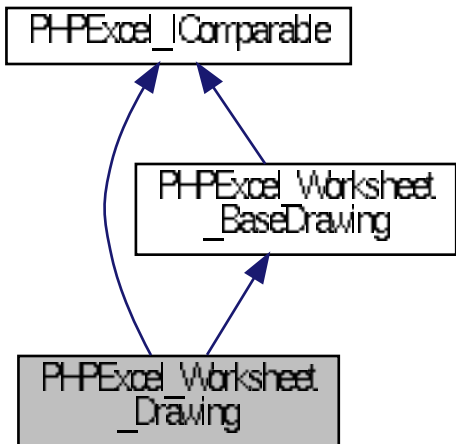 PHPExcel_IComparable
PHPExcel_Worksheet
_BaseDrawing
PHPExcel_Worksheet
_Drawing